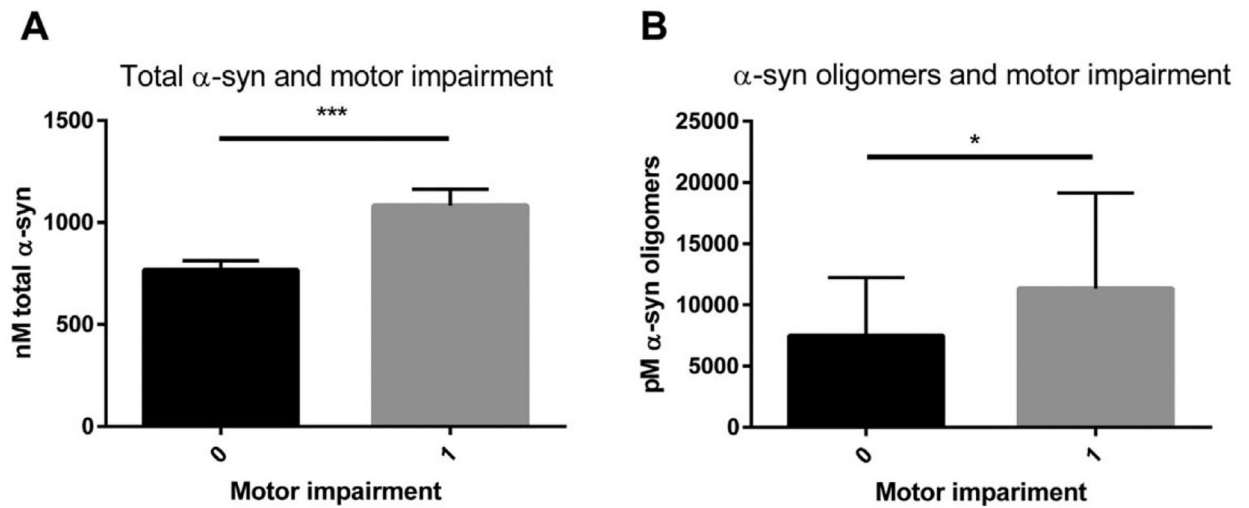 A
Total α-syn and motor impairment
***
1500
1000
500
0
nM total α-syn
0
1
Motor impairment
B
α-syn oligomers and motor impairment
*
25000
20000
15000
10000
5000
0
pM α-syn oligomers
0
1
Motor impariment